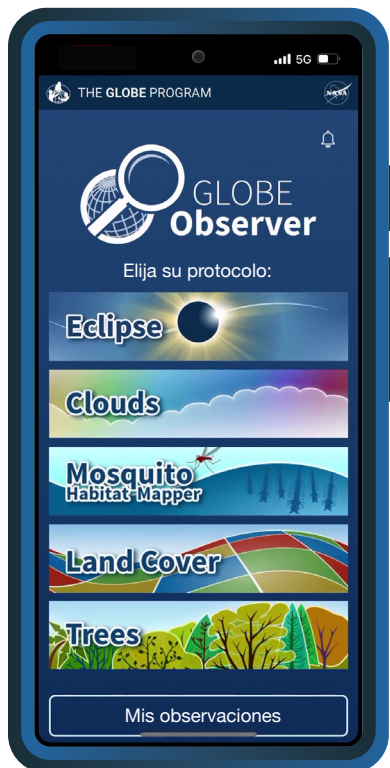 5G
THE GLOBE PROGRAM
NASA
GLOBE
Observer
Elija su protocolo:
Eclipse
Clouds
Mosquito
Habitat Mapper
Land Cover
Trees
Mis observaciones